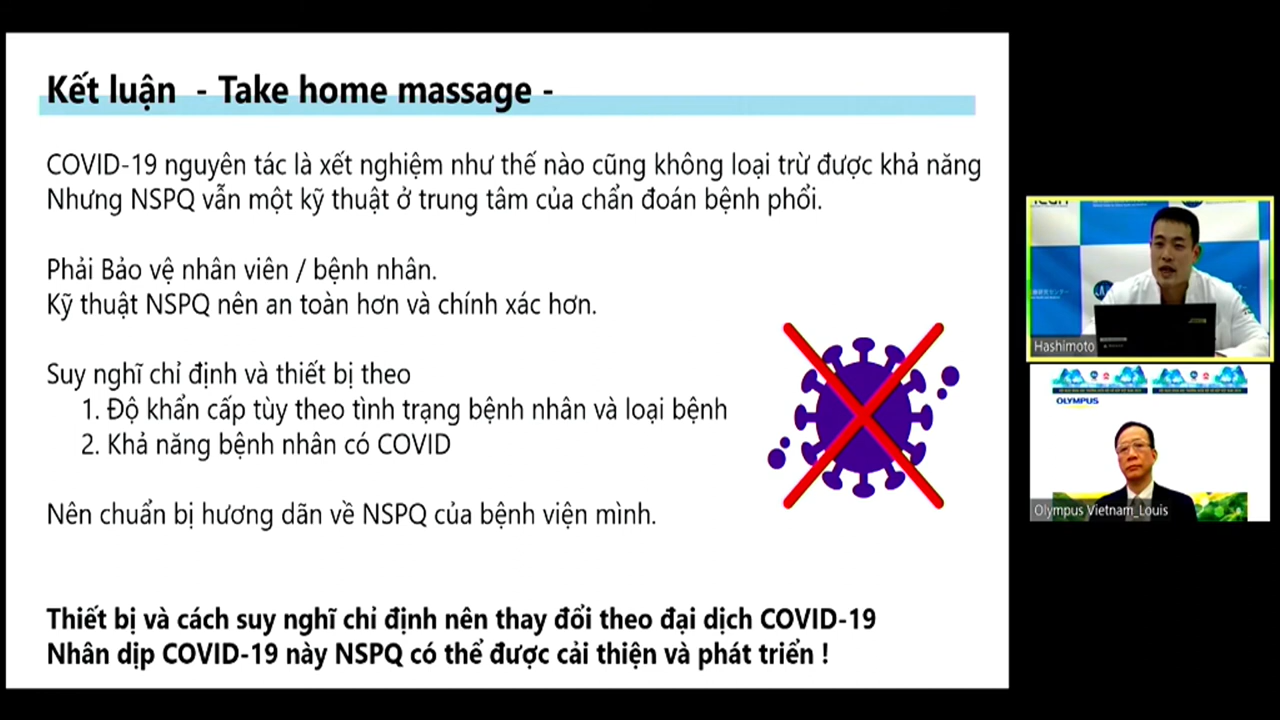 Kết luận - Take home massage -
COVID-19 nguyên tác là xét nghiệm như thế nào cũng không loại trừ được khả năng
Nhưng NSPQ vẫn một kỹ thuật ở trung tâm của chẩn đoán bệnh phổi.
Phải Bảo vệ nhân viên / bệnh nhân.
Kỹ thuật NSPQ nên an toàn hơn và chính xác hơn.
Suy nghĩ chỉ định và thiết bị theo
1. Độ khẩn cấp tùy theo tình trạng bệnh nhân và loại bệnh
2. Khả năng bệnh nhân có COVID
Nên chuẩn bị hương dãn về NSPQ của bệnh viện mình.
Thiết bị và cách suy nghĩ chỉ định nên thay đổi theo đại dịch COVID-19
Nhân dịp COVID-19 này NSPQ có thể được cải thiện và phát triển !
Hashimoto
OLYMPUS
Olympus Vietnam_Louis